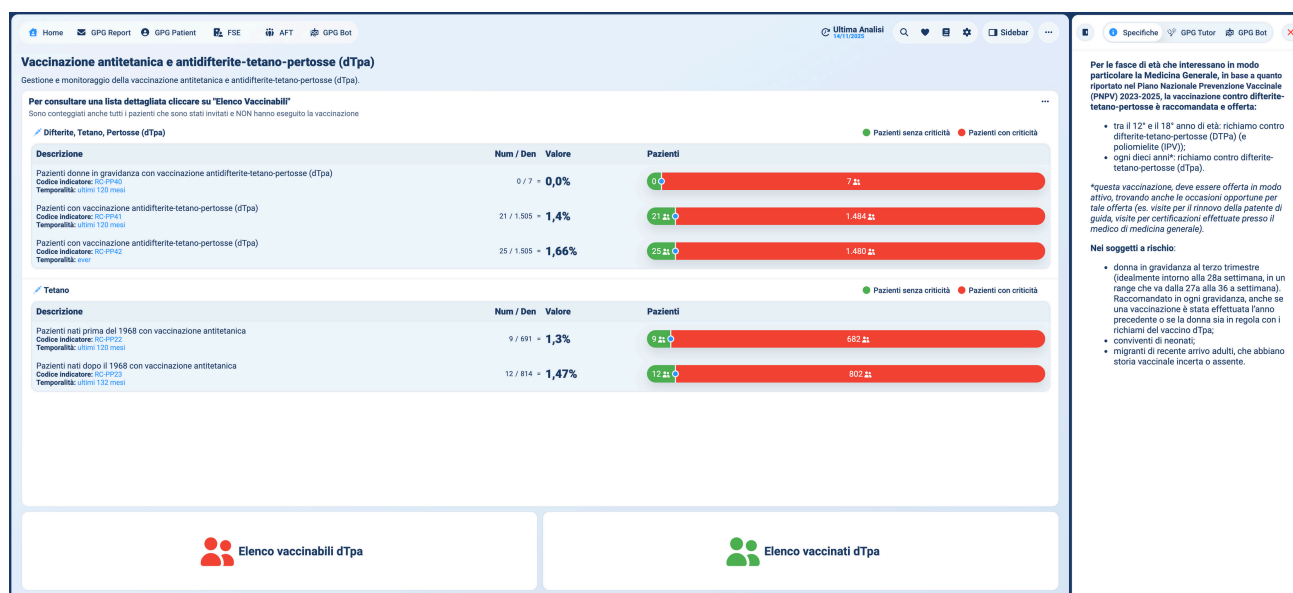 Home GPG Report GPG Patient FSE AFT GPG Bot
Ultima Analisi
14/11/2025
Sidebar
Vaccinazione antitetanica e antidifterite-tetano-pertosse (dTpa)
Gestione e monitoraggio della vaccinazione antitetanica e antidifterite-tetano-pertosse (dTpa).
Per consultare una lista dettagliata cliccare su "Elenco Vaccinabili"
Sono conteggiati anche tutti i pazienti che sono stati invitati e NON hanno eseguito la vaccinazione
Difterite, Tetano, Pertosse (dTpa) Pazienti senza criticità Pazienti con criticità
Descrizione Num / Den Valore Pazienti
Pazienti donne in gravidanza con vaccinazione antidifterite-tetano-pertosse (dTpa)
Codice indicatore: RC-PP40
Temporalità: ultimi 120 mesi
0 / 7 = 0,0% 0 7
Pazienti con vaccinazione antidifterite-tetano-pertosse (dTpa)
Codice indicatore: RC-PP41
Temporalità: ultimi 120 mesi
21 / 1.505 = 1,4% 21 1.484
Pazienti con vaccinazione antidifterite-tetano-pertosse (dTpa)
Codice indicatore: RC-PP42
Temporalità: ever
25 / 1.505 = 1,66% 25 1.480
Tetano Pazienti senza criticità Pazienti con criticità
Descrizione Num / Den Valore Pazienti
Pazienti nati prima del 1968 con vaccinazione antitetanica
Codice indicatore: RC-PP22
Temporalità: ultimi 120 mesi
9 / 691 = 1,3% 9 682
Pazienti nati dopo il 1968 con vaccinazione antitetanica
Codice indicatore: RC-PP23
Temporalità: ultimi 132 mesi
12 / 814 = 1,47% 12 802
Elenco vaccinabili dTpa
Elenco vaccinati dTpa
Specifiche GPG Tutor GPG Bot
Per le fasce di età che interessano in modo
particolare la Medicina Generale, in base a quanto
riportato nel Piano Nazionale Prevenzione Vaccinale
(PNPV) 2023-2025, la vaccinazione contro difterite-
tetano-pertosse è raccomandata e offerta:
• tra il 12° e il 18° anno di età: richiamo contro
difterite-tetano-pertosse (DTPa) (e
poliomielite (IPV));
• ogni dieci anni*: richiamo contro difterite-
tetano-pertosse (dTpa).
*questa vaccinazione, deve essere offerta in modo
attivo, trovando anche le occasioni opportune per
tale offerta (es. visite per il rinnovo della patente di
guida, visite per certificazioni effettuate presso il
medico di medicina generale).
Nei soggetti a rischio:
• donna in gravidanza al terzo trimestre
(idealmente intorno alla 28a settimana, in un
range che va dalla 27a alla 36 a settimana).
Raccomandato in ogni gravidanza, anche se
una vaccinazione è stata effettuata l'anno
precedente o se la donna sia in regola con i
richiami del vaccino dTpa;
• conviventi di neonati;
• migranti di recente arrivo adulti, che abbiano
storia vaccinale incerta o assente.